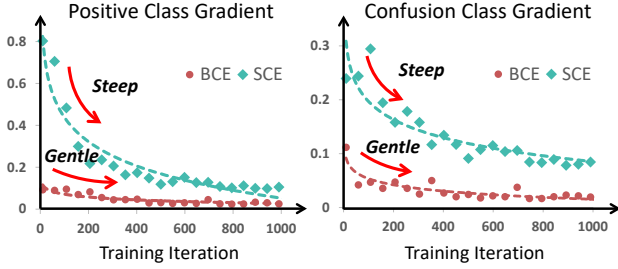 Positive Class Gradient
0.8
0.6
0.4
0.2
0
0
200
400
600
800
1000
BCE
SCE
Steep
Gentle
Training Iteration
Confusion Class Gradient
0.3
0.2
0.1
0
0
200
400
600
800
1000
BCE
SCE
Steep
Gentle
Training Iteration